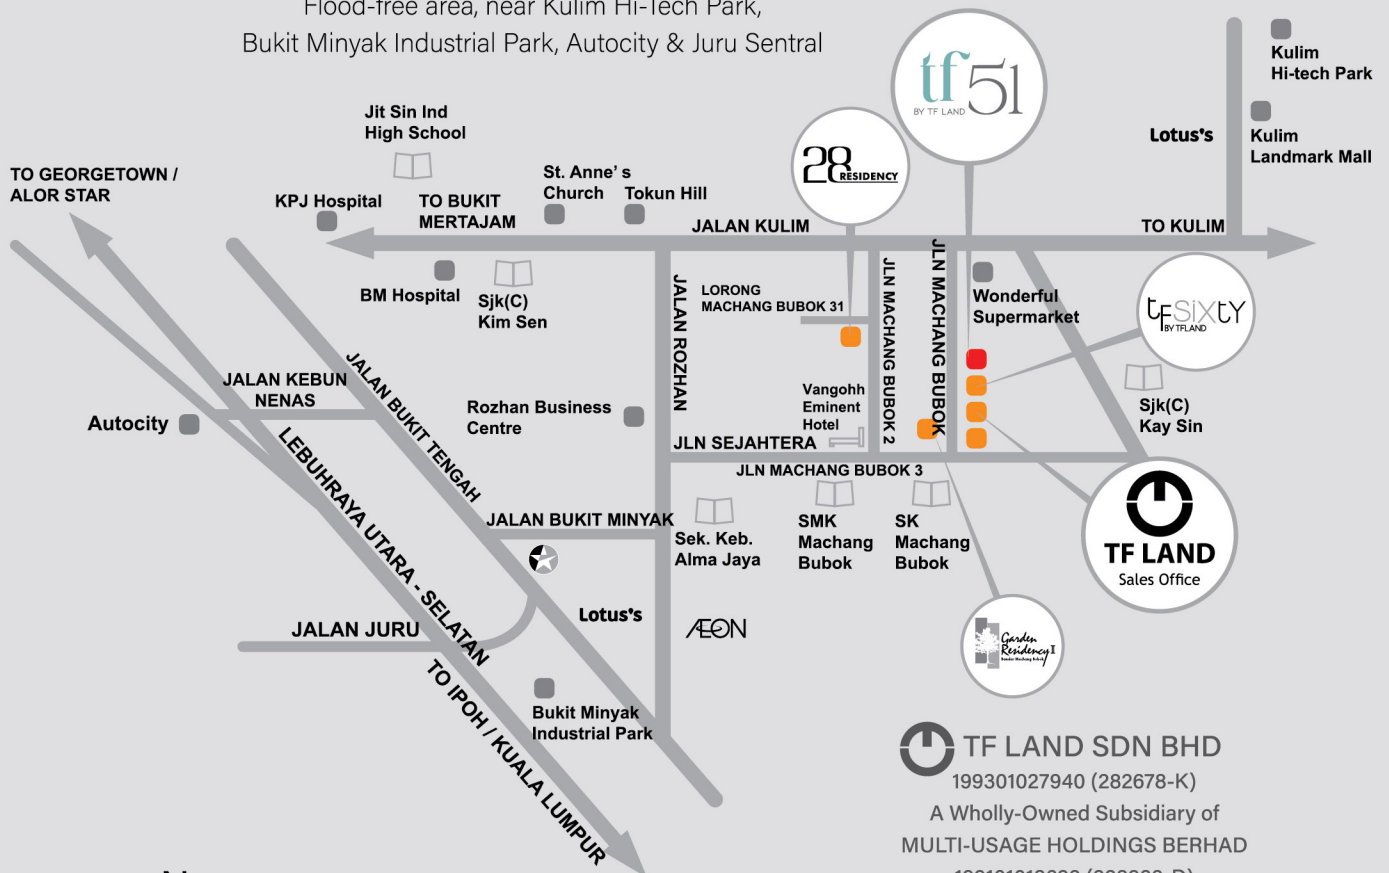 Flood-free area, near Kulim Hi-Tech Park,
Bukit Minyak Industrial Park, Autocity & Juru Sentral
tf51
BY TF LAND
Kulim
Hi-tech Park
Lotus's
Kulim
Landmark Mall
Jit Sin Ind
High School
28
RESIDENCY
TO GEORGETOWN /
ALOR STAR
KPJ Hospital
TO BUKIT
MERTAJAM
St. Anne' s
Church
Tokun Hill
JALAN KULIM
TO KULIM
BM Hospital
Sjk(C)
Kim Sen
JALAN ROZHAN
LORONG
MACHANG BUBOK 31
JLN MACHANG BUBOK 2
JLN MACHANG BUBOK
Wonderful
Supermarket
tFSiXtY
BY TFLAND
JALAN KEBUN
NENAS
JALAN BUKIT TENGAH
Autocity
Rozhan Business
Centre
Vangohh
Eminent
Hotel
Sjk(C)
Kay Sin
JLN SEJAHTERA
JLN MACHANG BUBOK 3
LEBUHRAYA UTARA - SELATAN
JALAN BUKIT MINYAK
Sek. Keb.
Alma Jaya
SMK
Machang
Bubok
SK
Machang
Bubok
TF LAND
Sales Office
JALAN JURU
Lotus's
ÆON
Garden
Residency I
Bandar Machang Bubok
TO IPOH / KUALA LUMPUR
Bukit Minyak
Industrial Park
TF LAND SDN BHD
199301027940 (282678-K)
A Wholly-Owned Subsidiary of
MULTI-USAGE HOLDINGS BERHAD